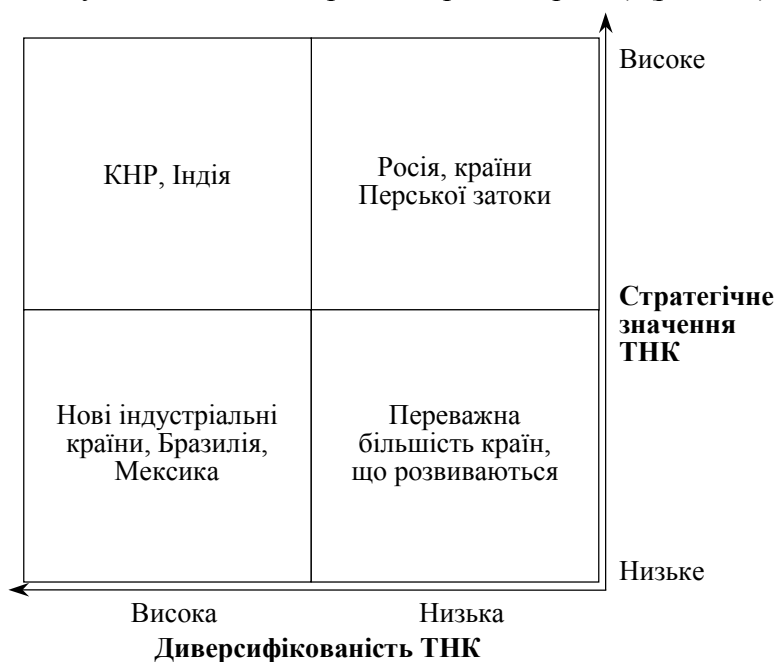 Високе
КНР, Індія
Росія, країни
Перської затоки
Стратегічне
значення
ТНК
Нові індустріальні
країни, Бразилія,
Мексика
Переважна
більшість країн,
що розвиваються
Низьке
Висока
Низька
Диверсифікованість ТНК